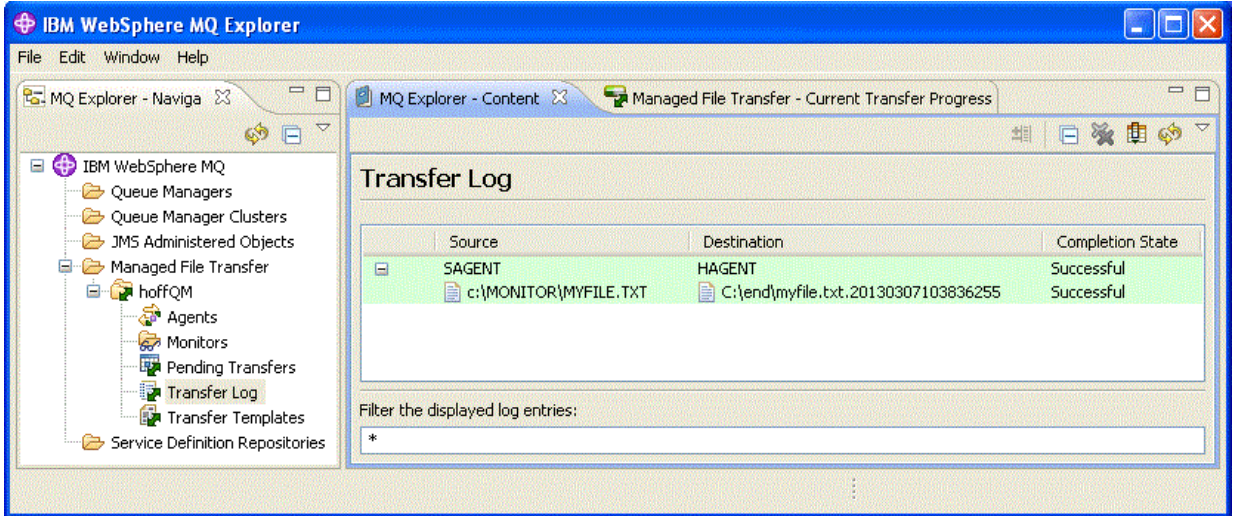 IBM WebSphere MQ Explorer
File Edit Window Help
MQ Explorer - Naviga
MQ Explorer - Content
Managed File Transfer - Current Transfer Progress
IBM WebSphere MQ
Queue Managers
Queue Manager Clusters
JMS Administered Objects
Managed File Transfer
hoffQM
Agents
Monitors
Pending Transfers
Transfer Log
Transfer Templates
Service Definition Repositories
Transfer Log
Source Destination Completion State
SAGENT HAGENT Successful
c:\MONITOR\MYFILE.TXT C:\end\myfile.txt.20130307103836255 Successful
Filter the displayed log entries:
*